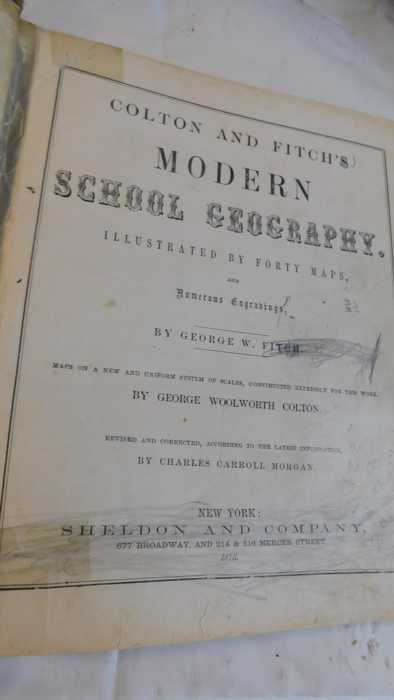 COLTON AND FITCH'S
MODERN
SCHOOL GEOGRAPHY.
ILLUSTRATED BY FORTY MAPS,
AND
Numerous Engravings,
BY GEORGE W. FITCH.
MAPS ON A NEW AND UNIFORM SYSTEM OF SCALES, CONSTRUCTED EXPRESSLY FOR THIS WORK,
BY GEORGE WOOLWORTH COLTON
REVISED AND CORRECTED, ACCORDING TO THE LATEST INFORMATION,
BY CHARLES CARROLL MORGAN.
NEW YORK:
SHELDON AND COMPANY,
677 BROADWAY, AND 214 & 216 MERCER STREET